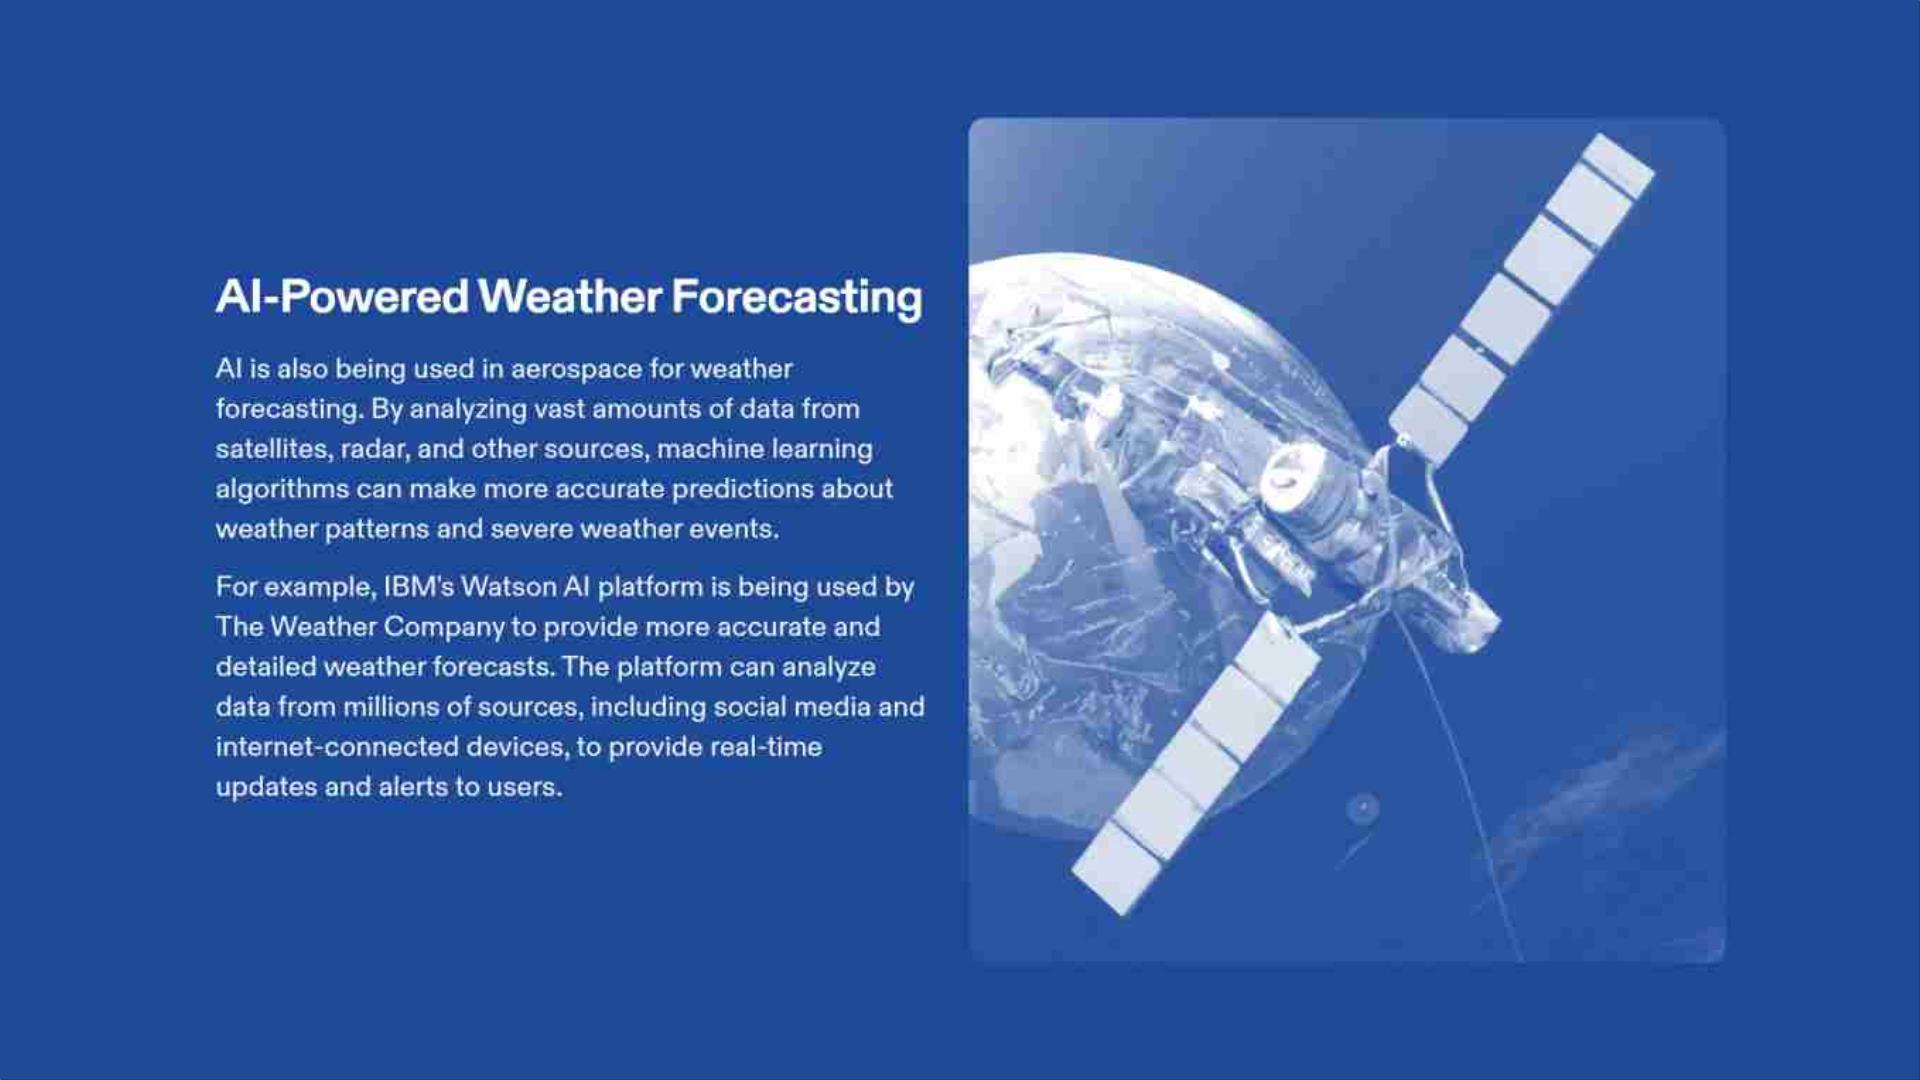 AI-Powered Weather Forecasting
AI is also being used in aerospace for weather
forecasting. By analyzing vast amounts of data from
satellites, radar, and other sources, machine learning
algorithms can make more accurate predictions about
weather patterns and severe weather events.
For example, IBM's Watson AI platform is being used by
The Weather Company to provide more accurate and
detailed weather forecasts. The platform can analyze
data from millions of sources, including social media and
internet-connected devices, to provide real-time
updates and alerts to users.